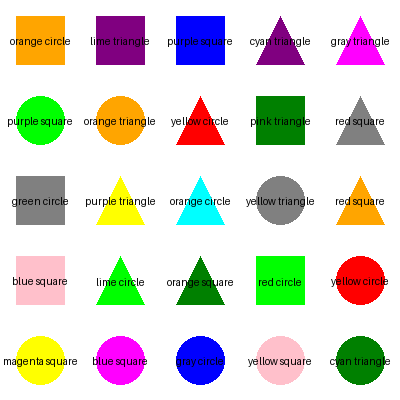 orange circle lime triangle purple square cyan triangle gray triangle
purple square orange triangle yellow circle pink triangle red square
green circle purple triangle orange circle yellow triangle red square
blue square lime circle orange square red circle yellow circle
magenta square blue square gray circle yellow square cyan triangle